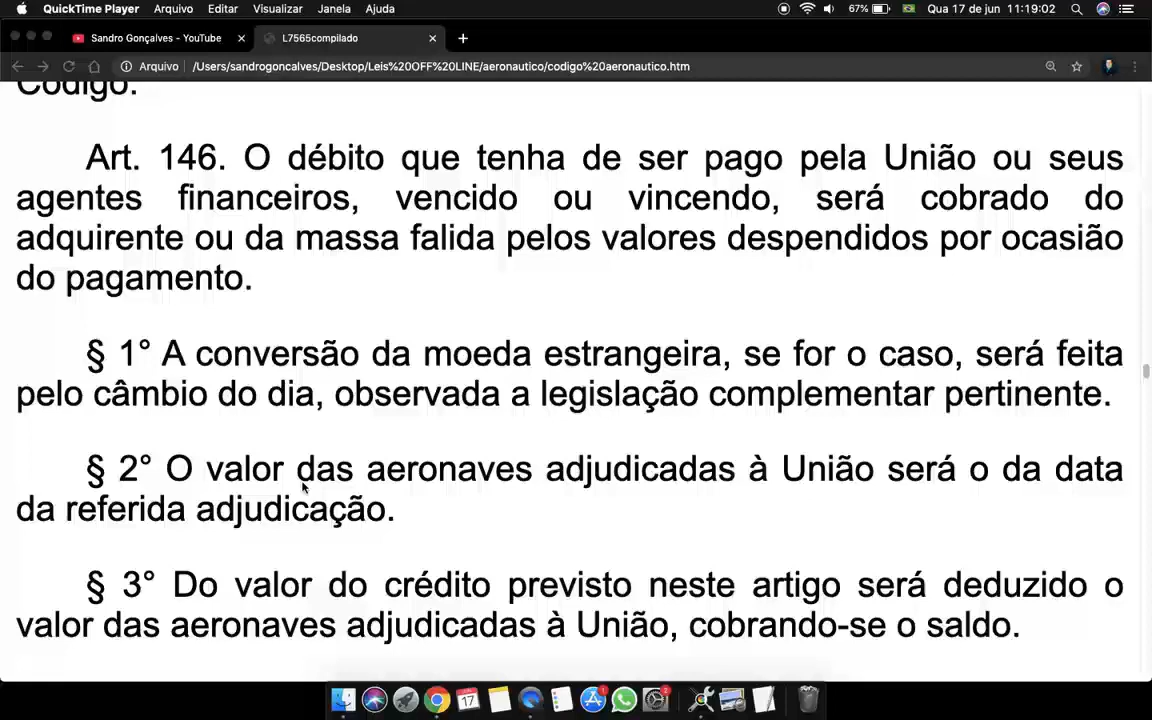 QuickTime Player Arquivo Editar Visualizar Janela Ajuda 67% Qua 17 de jun 11:19:02
Sandro Gonçalves - YouTube L7565compilado
Arquivo /Users/sandrogoncalves/Desktop/Leis%20OFF%20LINE/aeronautico/codigo%20aeronautico.htm
Código.
Art. 146. O débito que tenha de ser pago pela União ou seus
agentes financeiros, vencido ou vincendo, será cobrado do
adquirente ou da massa falida pelos valores despendidos por ocasião
do pagamento.
§ 1° A conversão da moeda estrangeira, se for o caso, será feita
pelo câmbio do dia, observada a legislação complementar pertinente.
§ 2° O valor das aeronaves adjudicadas à União será o da data
da referida adjudicação.
§ 3° Do valor do crédito previsto neste artigo será deduzido o
valor das aeronaves adjudicadas à União, cobrando-se o saldo.
17